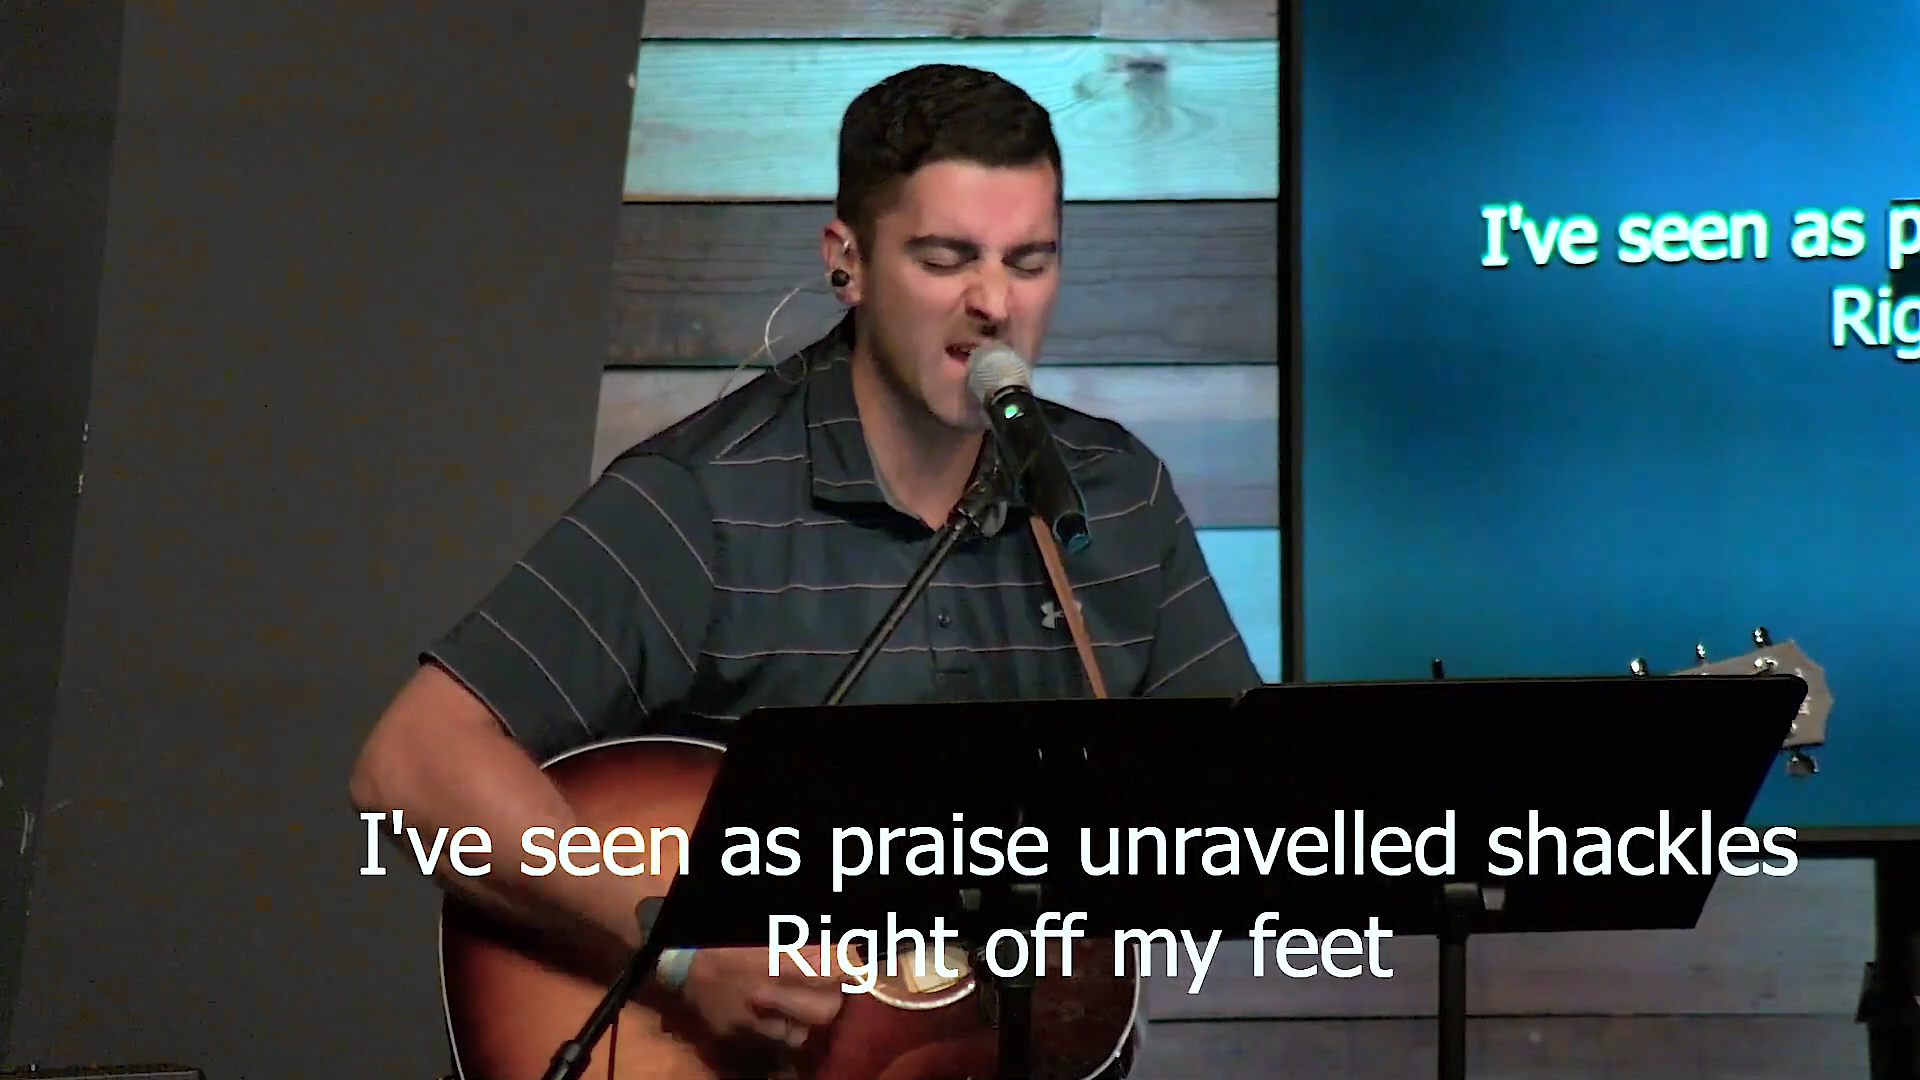 I've seen as p
Rig
I've seen as praise unravelled shackles
Right off my feet